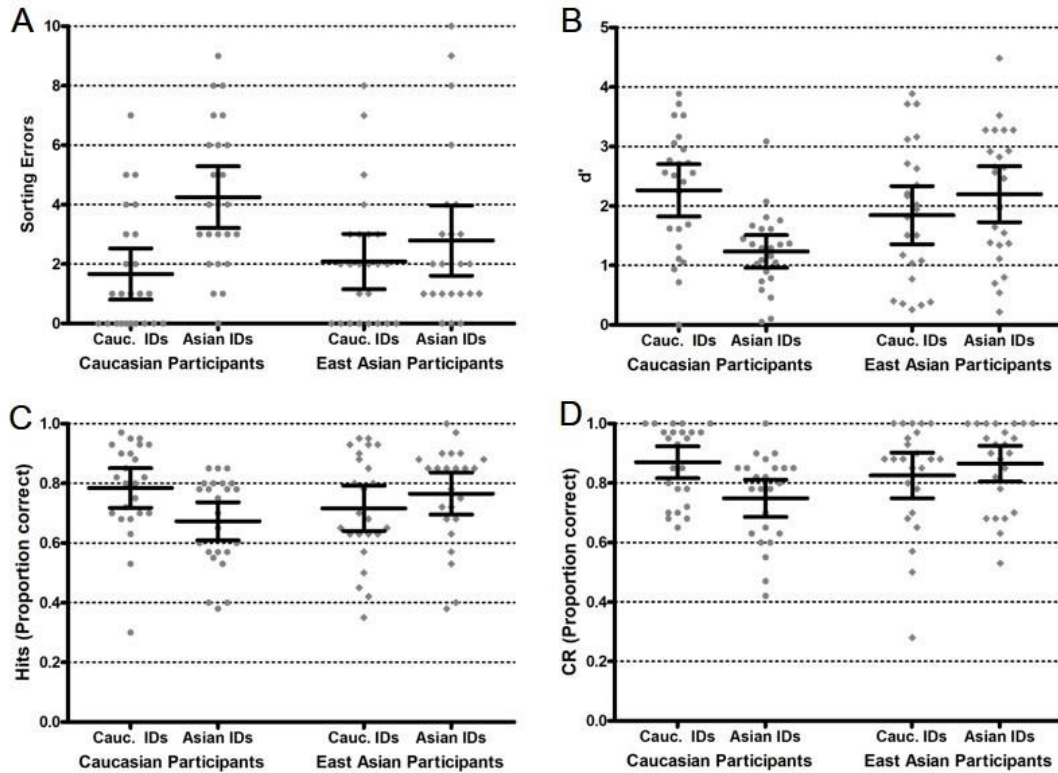 A
Sorting Errors
10
8
6
4
2
0
Cauc. IDs Asian IDs Cauc. IDs Asian IDs
Caucasian Participants East Asian Participants
B
d'
5
4
3
2
1
0
Cauc. IDs Asian IDs Cauc. IDs Asian IDs
Caucasian Participants East Asian Participants
C
Hits (Proportion correct)
1.0
0.8
0.6
0.4
0.2
0.0
Cauc. IDs Asian IDs Cauc. IDs Asian IDs
Caucasian Participants East Asian Participants
D
CR (Proportion correct)
1.0
0.8
0.6
0.4
0.2
0.0
Cauc. IDs Asian IDs Cauc. IDs Asian IDs
Caucasian Participants East Asian Participants